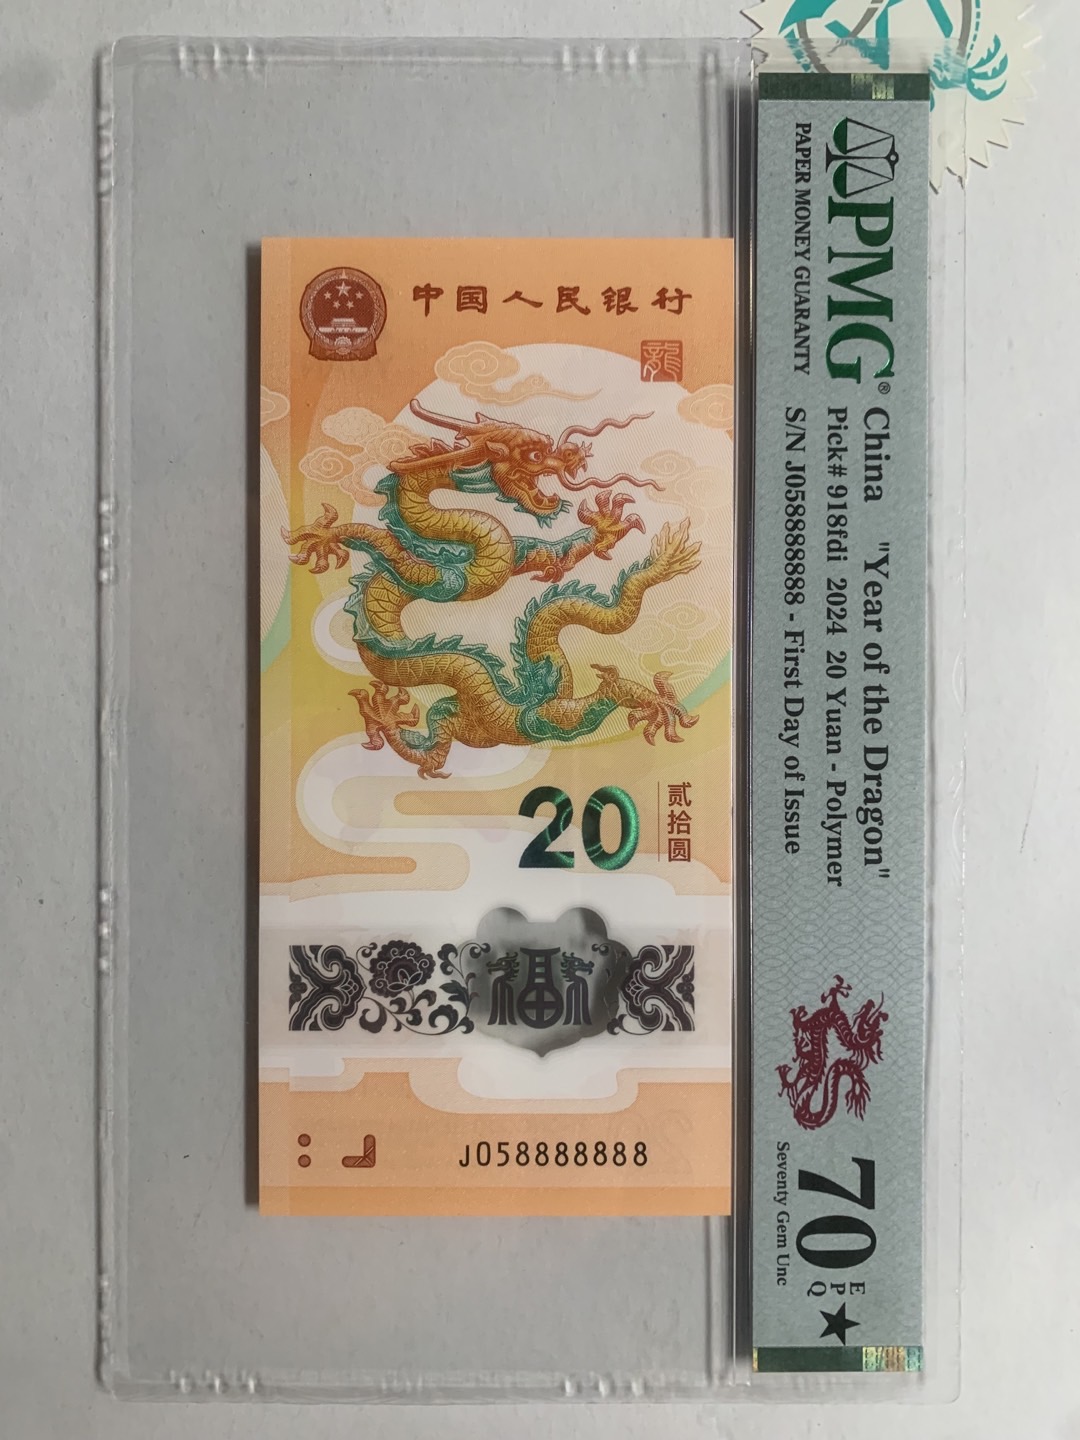 中国人民银行
龍
20
贰拾圆
福
J058888888
PMG®
PAPER MONEY GUARANTY
China "Year of the Dragon"
Pick# 918fdi 2024 20 Yuan - Polymer
S/N J058888888 - First Day of Issue
70 EPQ ★
Seventy Gem Unc